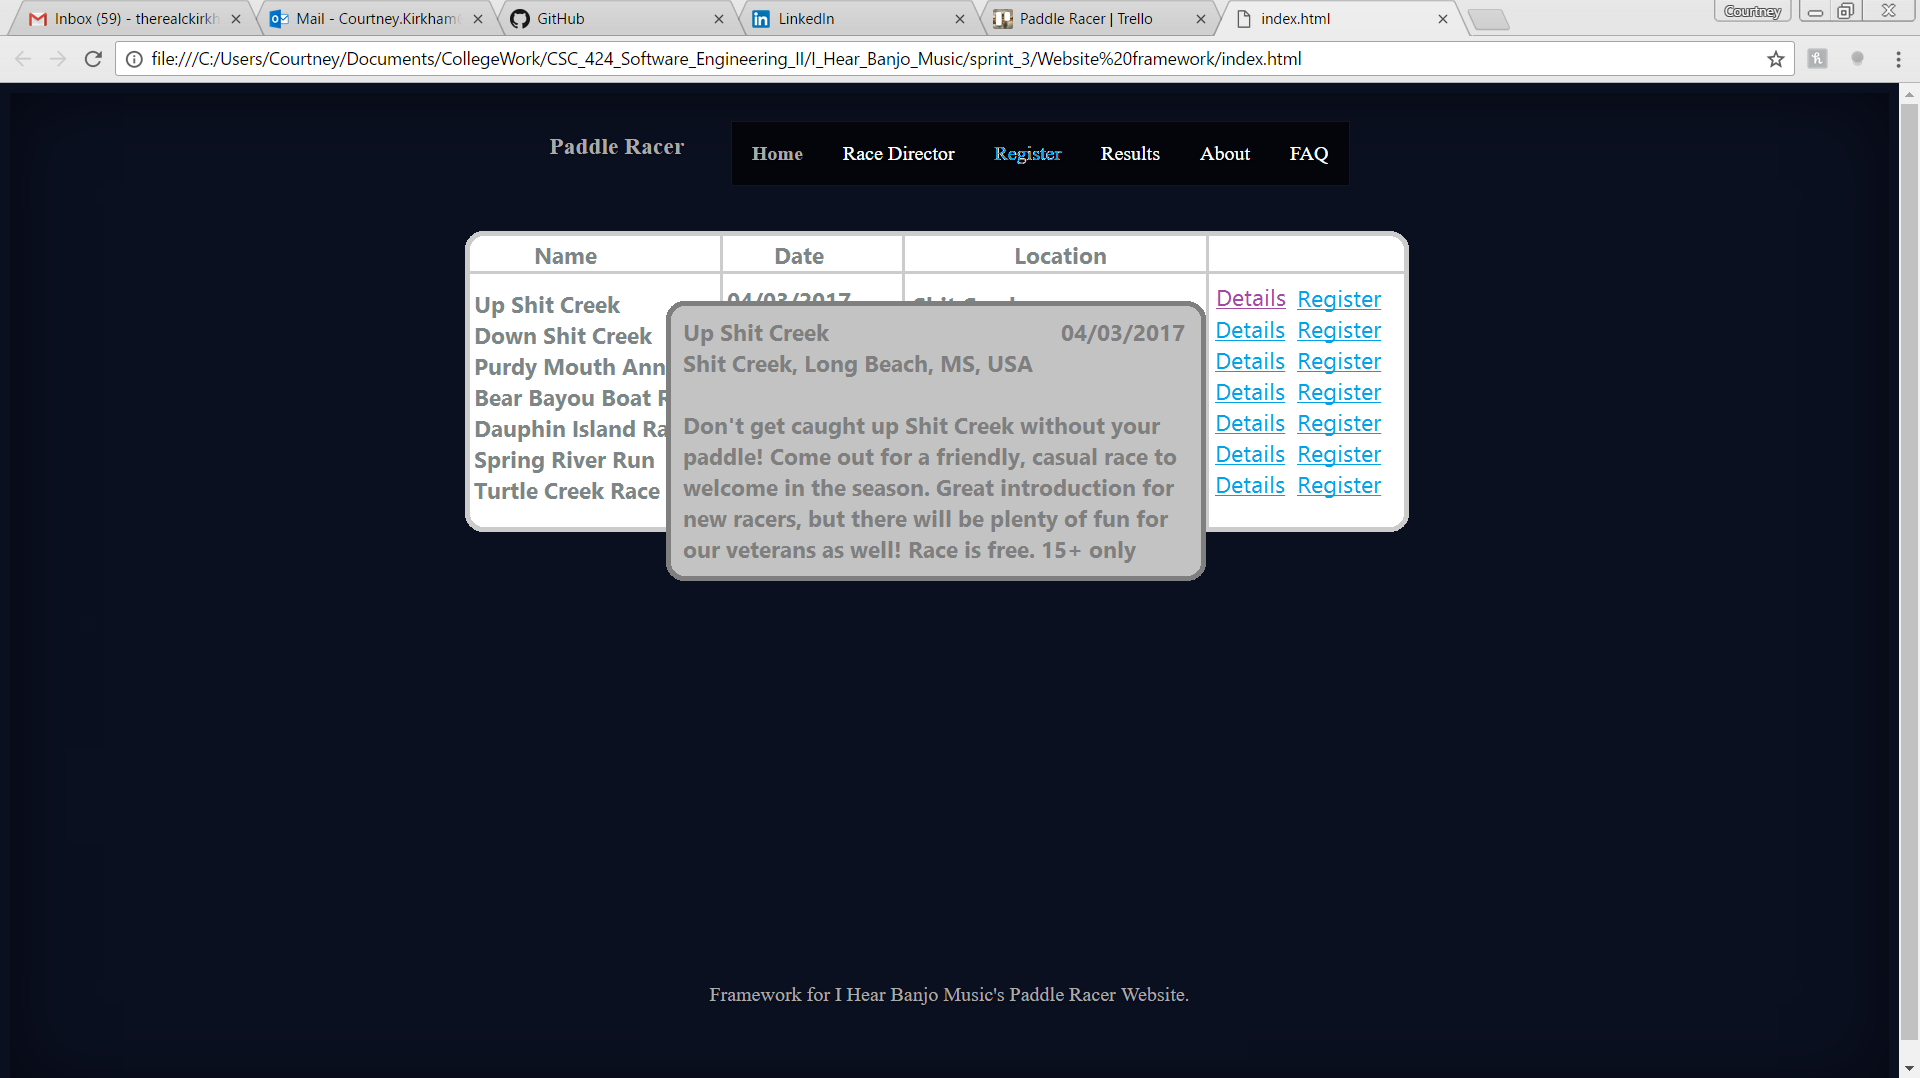 Inbox (59) - therealckirkh
Mail - Courtney.Kirkham
GitHub
LinkedIn
Paddle Racer | Trello
index.html
Courtney
file:///C:/Users/Courtney/Documents/CollegeWork/CSC_424_Software_Engineering_II/I_Hear_Banjo_Music/sprint_3/Website%20framework/index.html
Paddle Racer
Home Race Director Register Results About FAQ
Name Date Location
Up Shit Creek 04/03/2017 Details Register
Down Shit Creek Details Register
Purdy Mouth Ann Details Register
Bear Bayou Boat R Details Register
Dauphin Island Ra Details Register
Spring River Run Details Register
Turtle Creek Race Details Register
Up Shit Creek 04/03/2017
Shit Creek, Long Beach, MS, USA
Don't get caught up Shit Creek without your
paddle! Come out for a friendly, casual race to
welcome in the season. Great introduction for
new racers, but there will be plenty of fun for
our veterans as well! Race is free. 15+ only
Framework for I Hear Banjo Music's Paddle Racer Website.